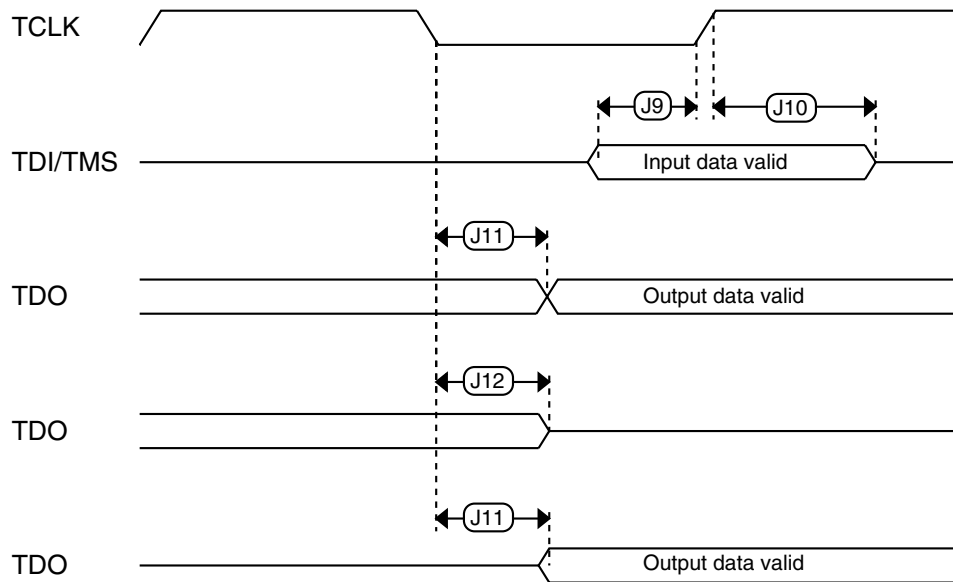 TCLK
J9
J10
TDI/TMS
Input data valid
J11
TDO
Output data valid
J12
TDO
J11
TDO
Output data valid